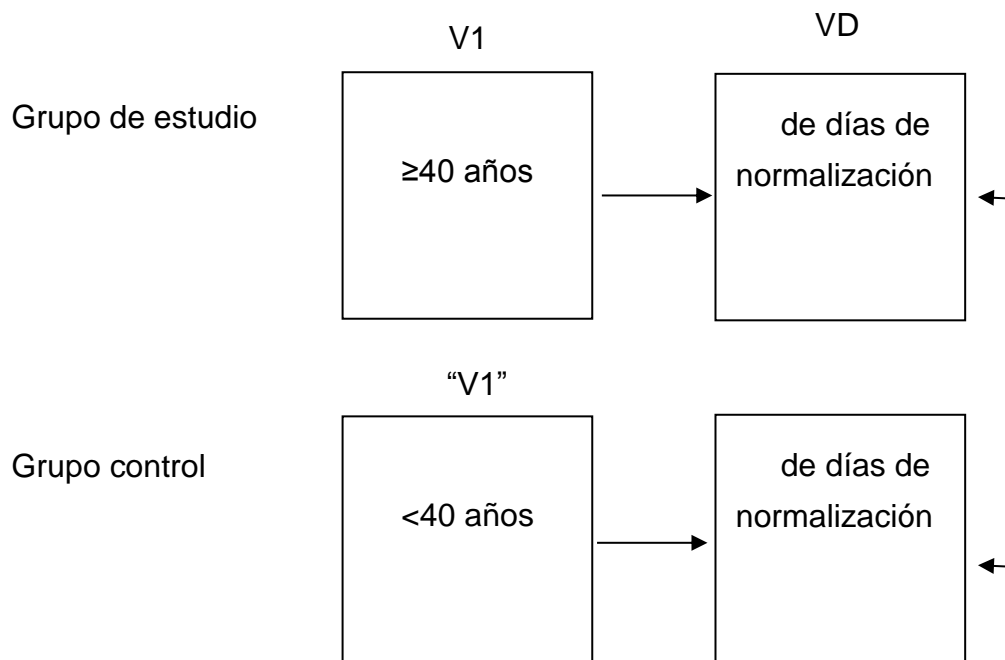 V1
VD
Grupo de estudio
≥40 años
de días de
normalización
“V1”
Grupo control
<40 años
de días de
normalización